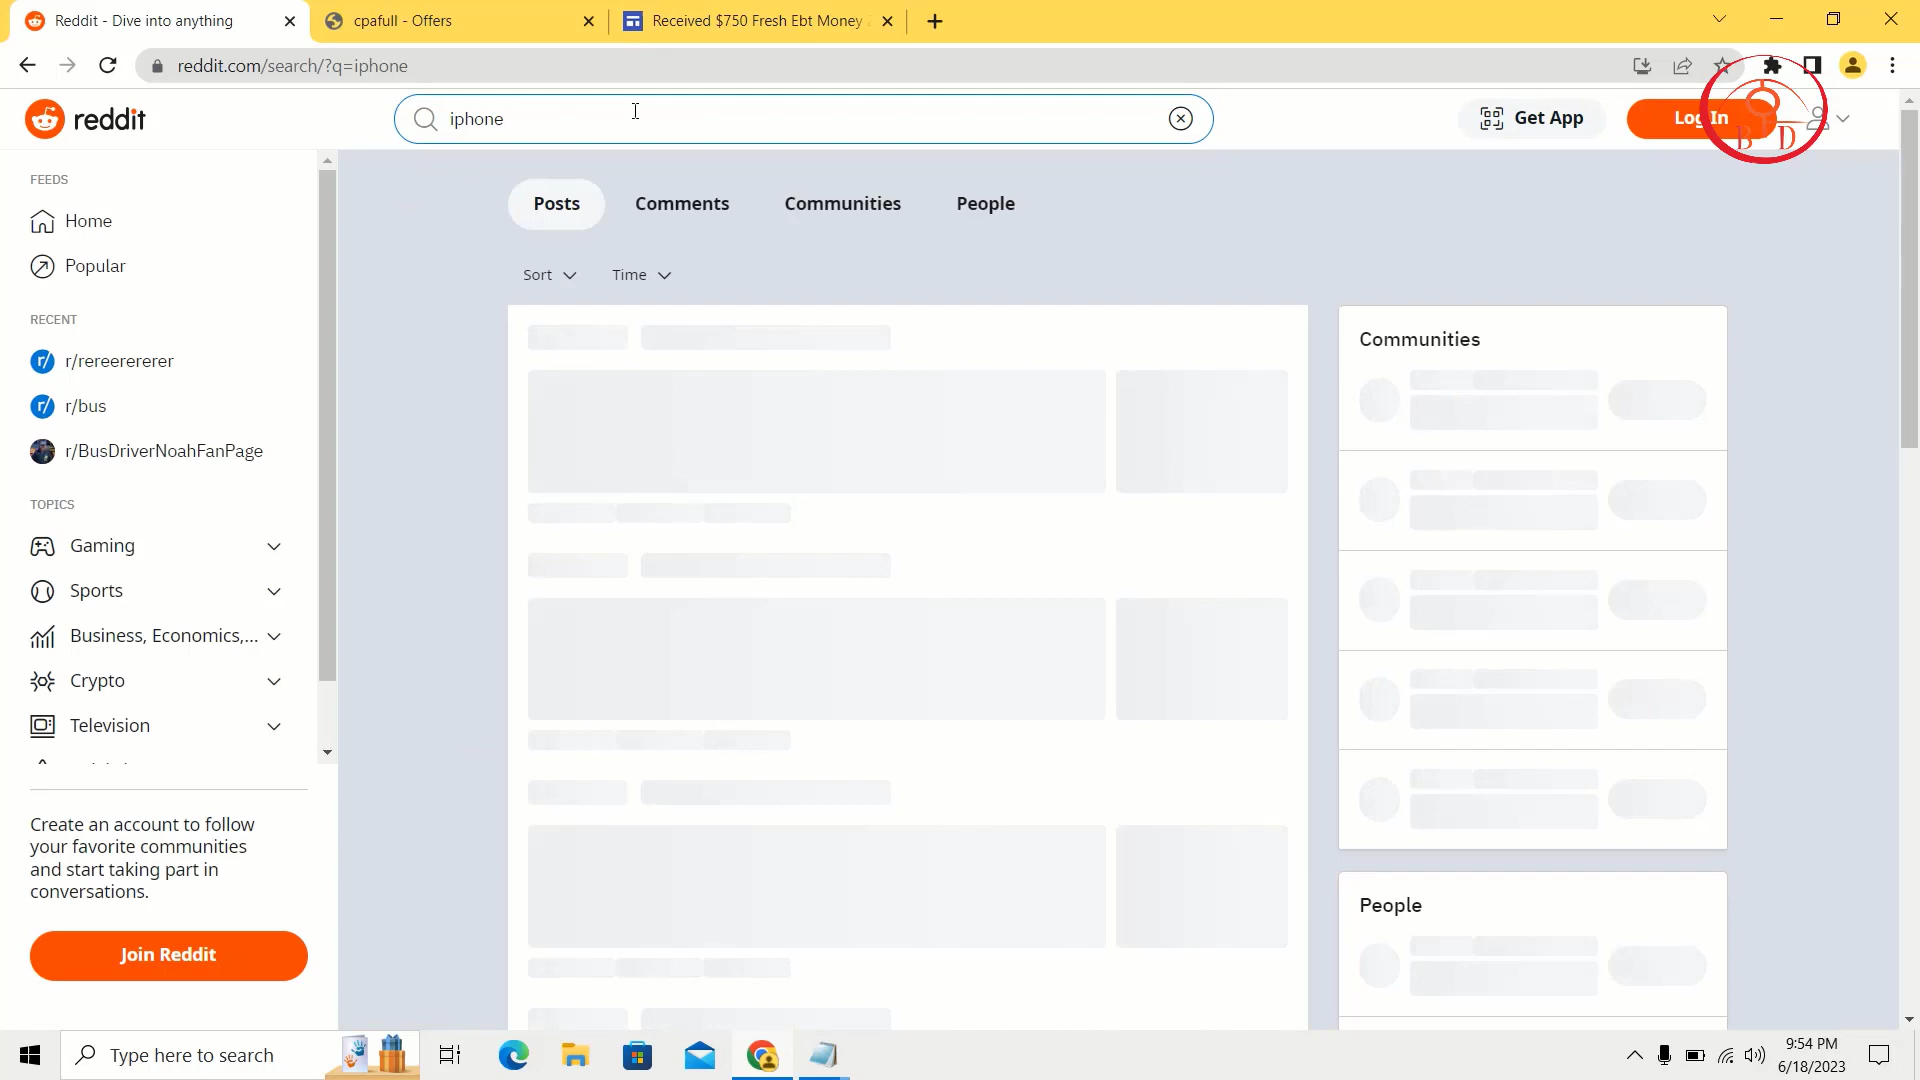 Reddit - Dive into anything
cpafull - Offers
Received $750 Fresh Ebt Money
reddit.com/search/?q=iphone
reddit
iphone
Get App
Log In
B D
Posts
Comments
Communities
People
Sort
Time
FEEDS
Home
Popular
RECENT
r/rereerererer
r/bus
r/BusDriverNoahFanPage
TOPICS
Gaming
Sports
Business, Economics,...
Crypto
Television
Create an account to follow
your favorite communities
and start taking part in
conversations.
Join Reddit
Communities
People
Type here to search
9:54 PM
6/18/2023